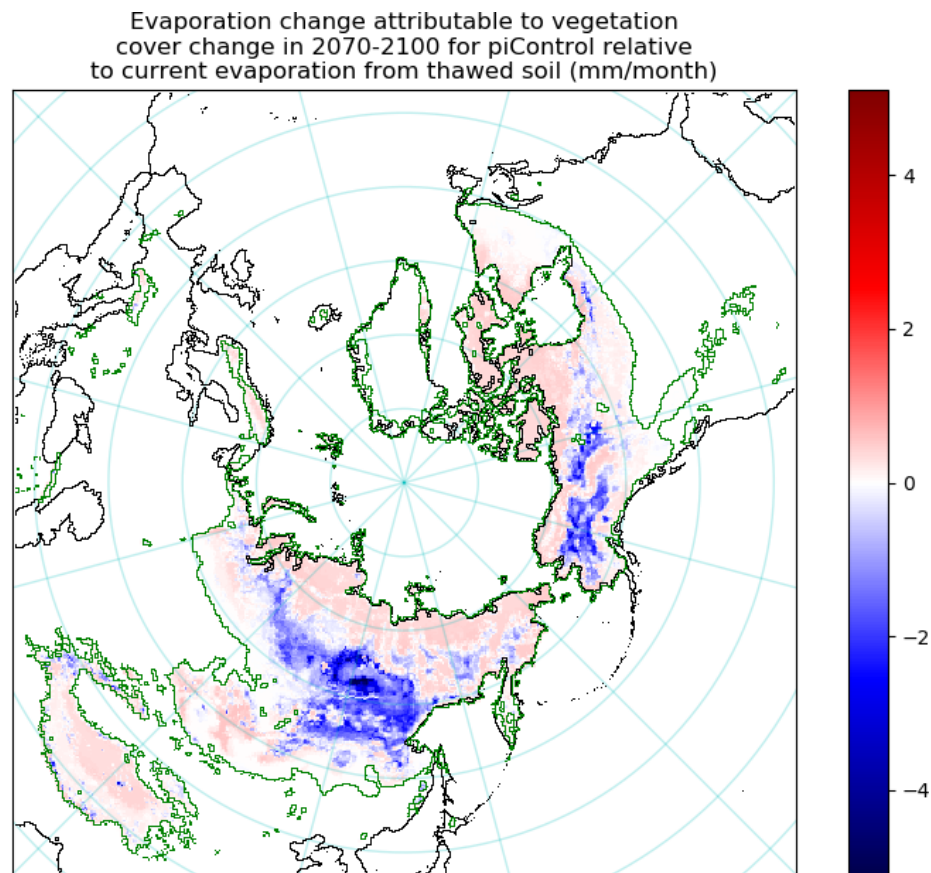 Evaporation change attributable to vegetation
cover change in 2070-2100 for piControl relative
to current evaporation from thawed soil (mm/month)
4
2
0
−2
−4